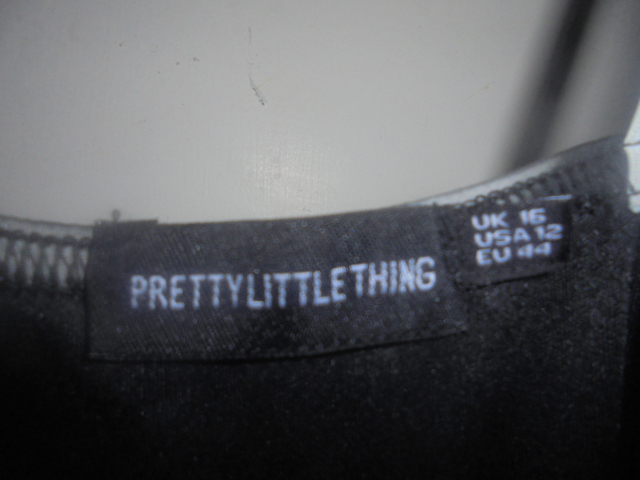 PRETTYLITTLETHING
UK 16
USA 12
EU 44